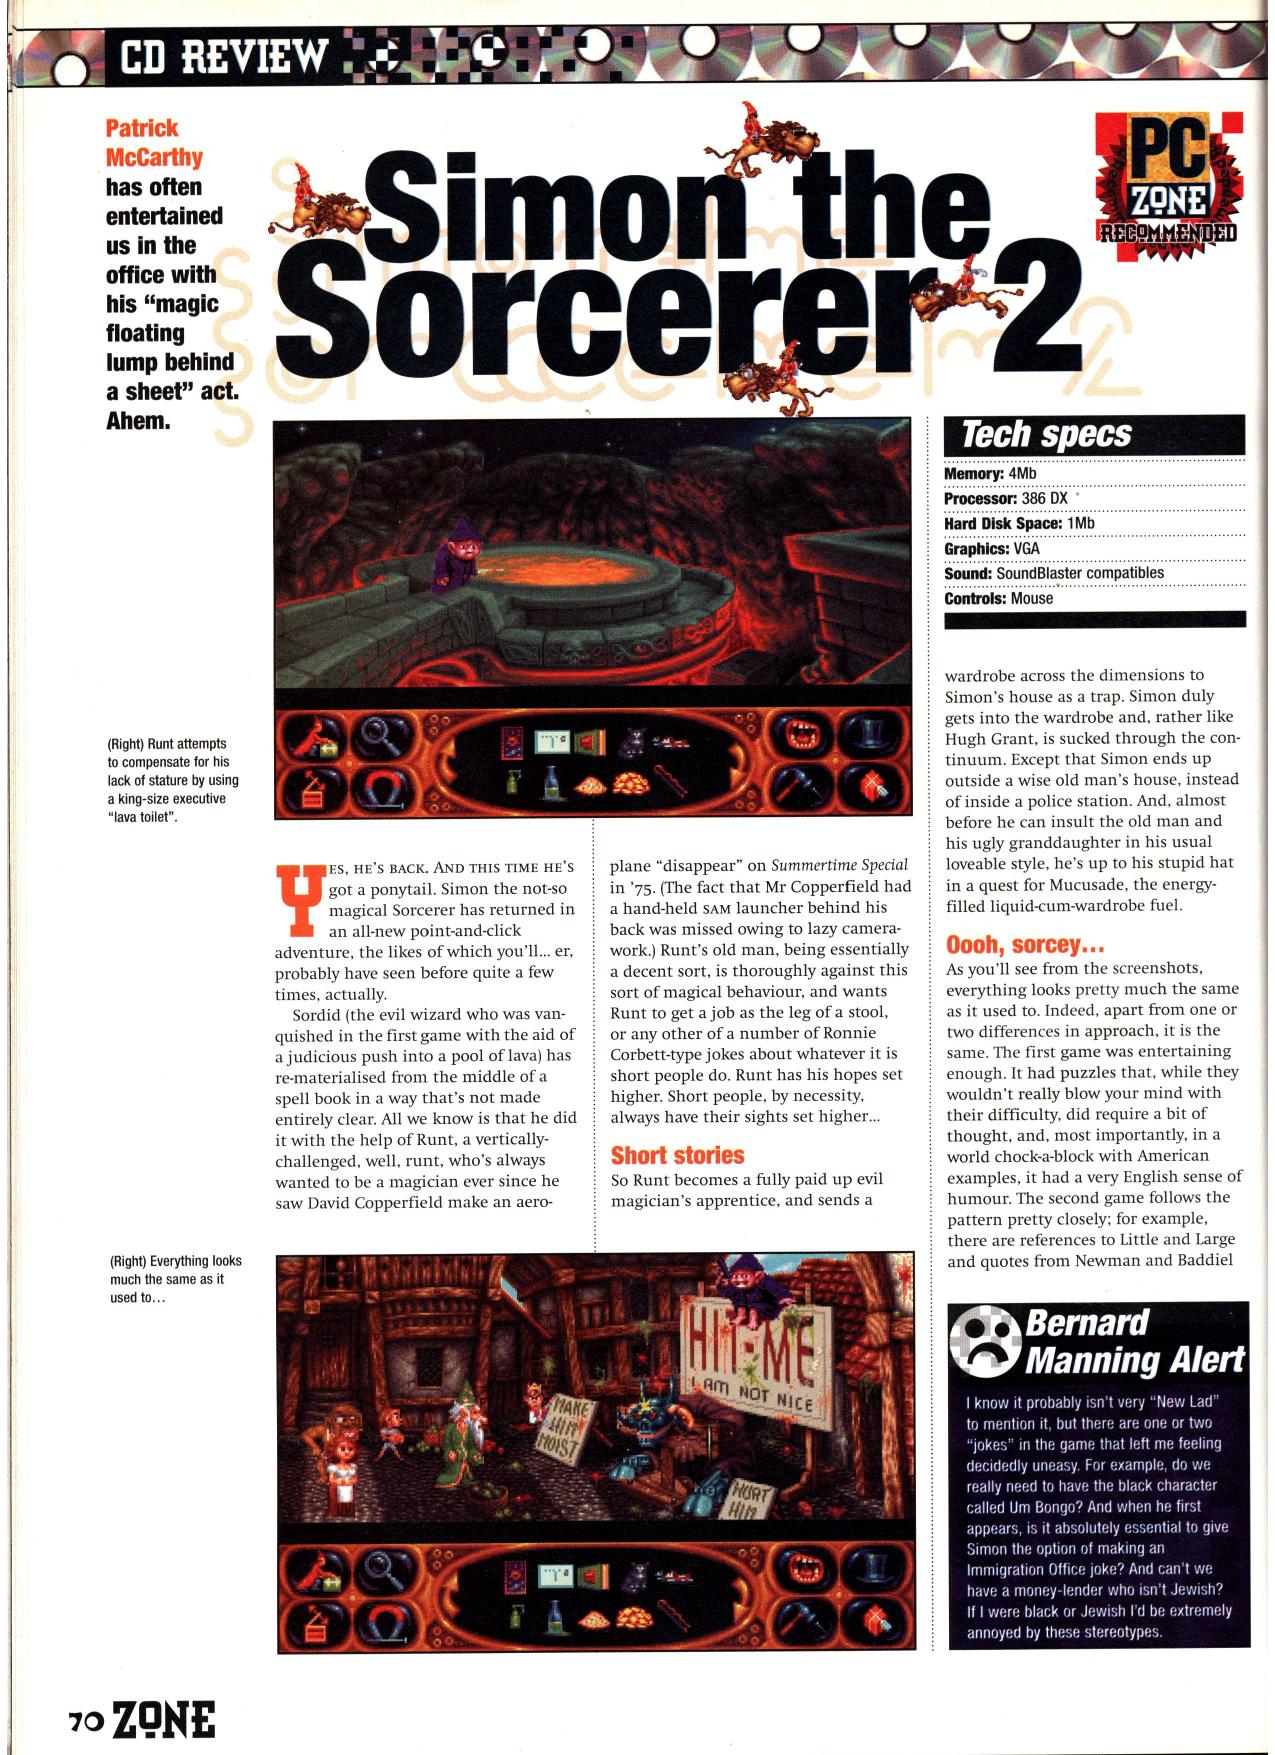 CD REVIEW
Patrick
McCarthy
has often
entertained
us in the
office with
his “magic
floating
lump behind
a sheet” act.
Ahem.
Simon the
Sorcerer 2
PC
ZONE
RECOMMENDED
Tech specs
Memory: 4Mb
Processor: 386 DX
Hard Disk Space: 1Mb
Graphics: VGA
Sound: SoundBlaster compatibles
Controls: Mouse
(Right) Runt attempts
to compensate for his
lack of stature by using
a king-size executive
“lava toilet”.
YES, HE'S BACK. AND THIS TIME HE'S
got a ponytail. Simon the not-so
magical Sorcerer has returned in
an all-new point-and-click
adventure, the likes of which you'll... er,
probably have seen before quite a few
times, actually.
Sordid (the evil wizard who was van-
quished in the first game with the aid of
a judicious push into a pool of lava) has
re-materialised from the middle of a
spell book in a way that's not made
entirely clear. All we know is that he did
it with the help of Runt, a vertically-
challenged, well, runt, who's always
wanted to be a magician ever since he
saw David Copperfield make an aero-
plane “disappear” on Summertime Special
in '75. (The fact that Mr Copperfield had
a hand-held SAM launcher behind his
back was missed owing to lazy camera-
work.) Runt's old man, being essentially
a decent sort, is thoroughly against this
sort of magical behaviour, and wants
Runt to get a job as the leg of a stool,
or any other of a number of Ronnie
Corbett-type jokes about whatever it is
short people do. Runt has his hopes set
higher. Short people, by necessity,
always have their sights set higher...
Short stories
So Runt becomes a fully paid up evil
magician's apprentice, and sends a
wardrobe across the dimensions to
Simon's house as a trap. Simon duly
gets into the wardrobe and, rather like
Hugh Grant, is sucked through the con-
tinuum. Except that Simon ends up
outside a wise old man's house, instead
of inside a police station. And, almost
before he can insult the old man and
his ugly granddaughter in his usual
loveable style, he's up to his stupid hat
in a quest for Mucusade, the energy-
filled liquid-cum-wardrobe fuel.
Oooh, sorcey...
As you'll see from the screenshots,
everything looks pretty much the same
as it used to. Indeed, apart from one or
two differences in approach, it is the
same. The first game was entertaining
enough. It had puzzles that, while they
wouldn't really blow your mind with
their difficulty, did require a bit of
thought, and, most importantly, in a
world chock-a-block with American
examples, it had a very English sense of
humour. The second game follows the
pattern pretty closely; for example,
there are references to Little and Large
and quotes from Newman and Baddiel
(Right) Everything looks
much the same as it
used to...
HIT-ME
I AM NOT NICE
MAKE
HIM
MOIST
HURT
HIM
Bernard
Manning Alert
I know it probably isn't very “New Lad”
to mention it, but there are one or two
“jokes” in the game that left me feeling
decidedly uneasy. For example, do we
really need to have the black character
called Um Bongo? And when he first
appears, is it absolutely essential to give
Simon the option of making an
Immigration Office joke? And can't we
have a money-lender who isn't Jewish?
If I were black or Jewish I'd be extremely
annoyed by these stereotypes.
70 ZONE